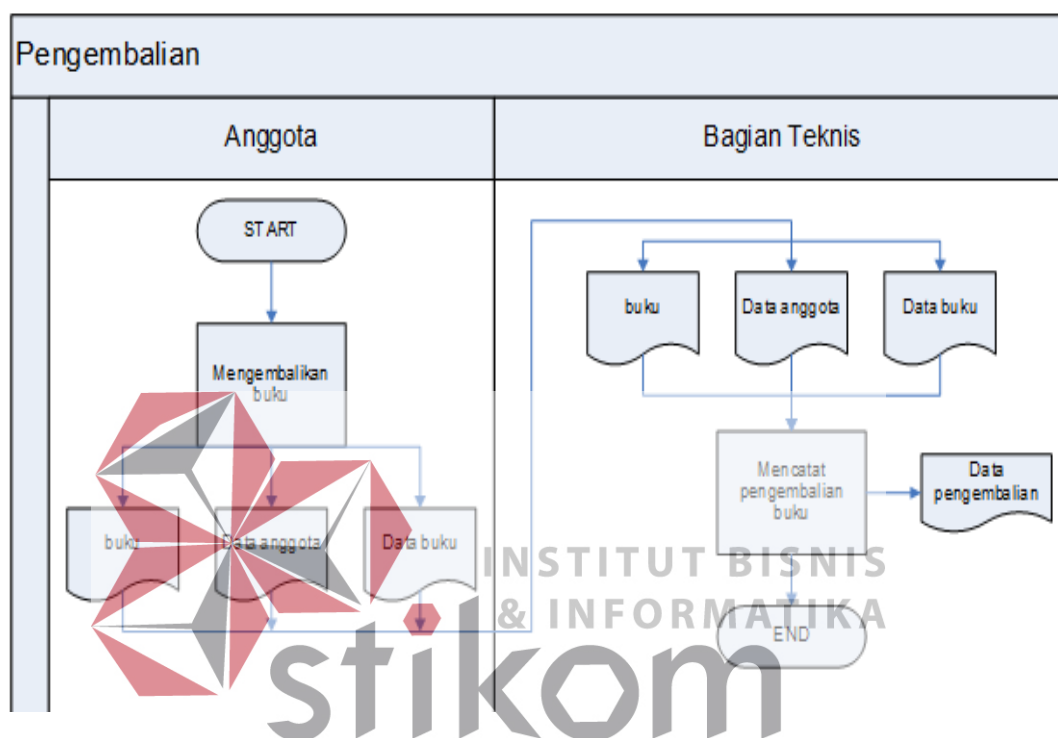 Pengembalian
Anggota
Bagian Teknis
START
Mengembalikan
buku
buku
Data anggota
Data buku
buku
Data anggota
Data buku
Mencatat
pengembalian
buku
Data
pengembalian
END
INSTITUT BISNIS
& INFORMATIKA
stikom